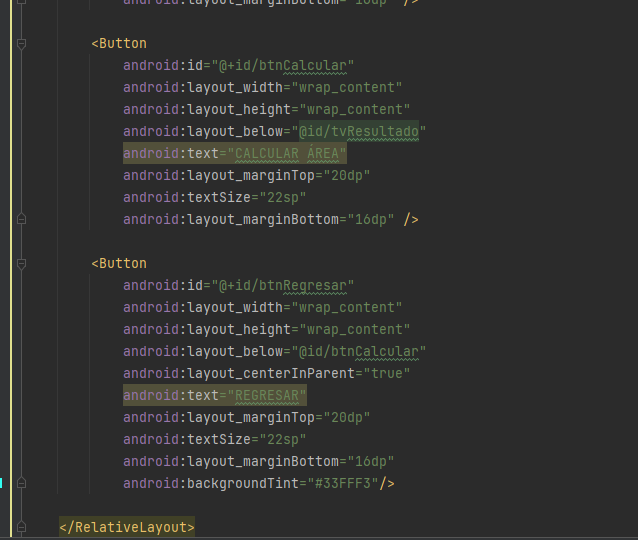 android:layout_marginBottom="16dp" />
<Button
android:id="@+id/btnCalcular"
android:layout_width="wrap_content"
android:layout_height="wrap_content"
android:layout_below="@id/tvResultado"
android:text="CALCULAR ÁREA"
android:layout_marginTop="20dp"
android:textSize="22sp"
android:layout_marginBottom="16dp" />
<Button
android:id="@+id/btnRegresar"
android:layout_width="wrap_content"
android:layout_height="wrap_content"
android:layout_below="@id/btnCalcular"
android:layout_centerInParent="true"
android:text="REGRESAR"
android:layout_marginTop="20dp"
android:textSize="22sp"
android:layout_marginBottom="16dp"
android:backgroundTint="#33FFF3"/>
</RelativeLayout>